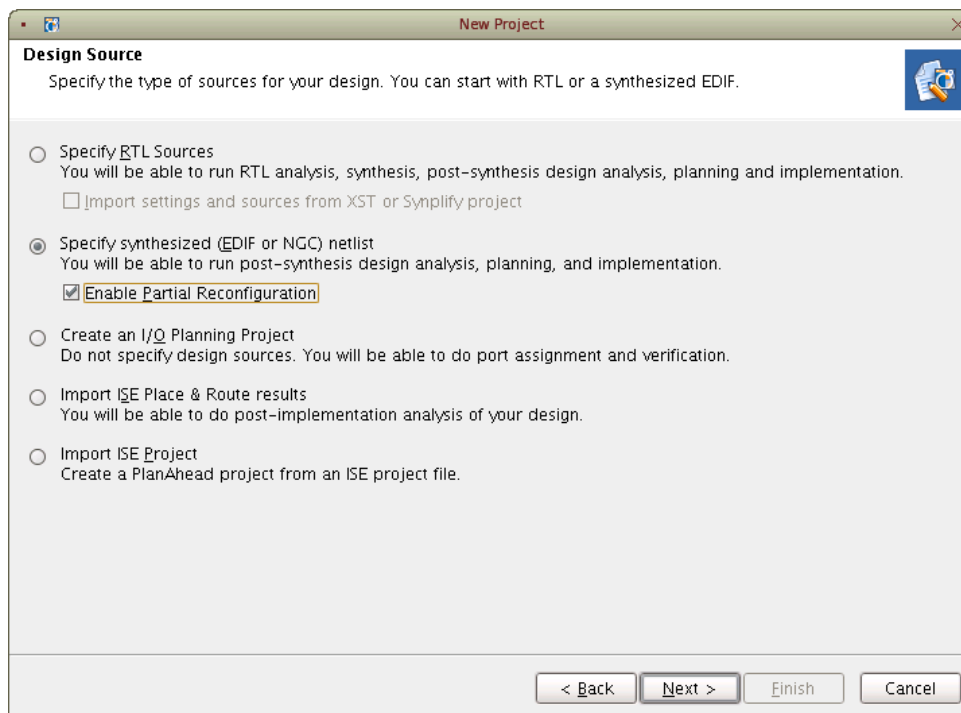 New Project
Design Source
Specify the type of sources for your design. You can start with RTL or a synthesized EDIF.
Specify RTL Sources
You will be able to run RTL analysis, synthesis, post-synthesis design analysis, planning and implementation.
Import settings and sources from XST or Synplify project
Specify synthesized (EDIF or NGC) netlist
You will be able to run post-synthesis design analysis, planning, and implementation.
Enable Partial Reconfiguration
Create an I/O Planning Project
Do not specify design sources. You will be able to do port assignment and verification.
Import ISE Place & Route results
You will be able to do post-implementation analysis of your design.
Import ISE Project
Create a PlanAhead project from an ISE project file.
< Back Next > Finish Cancel